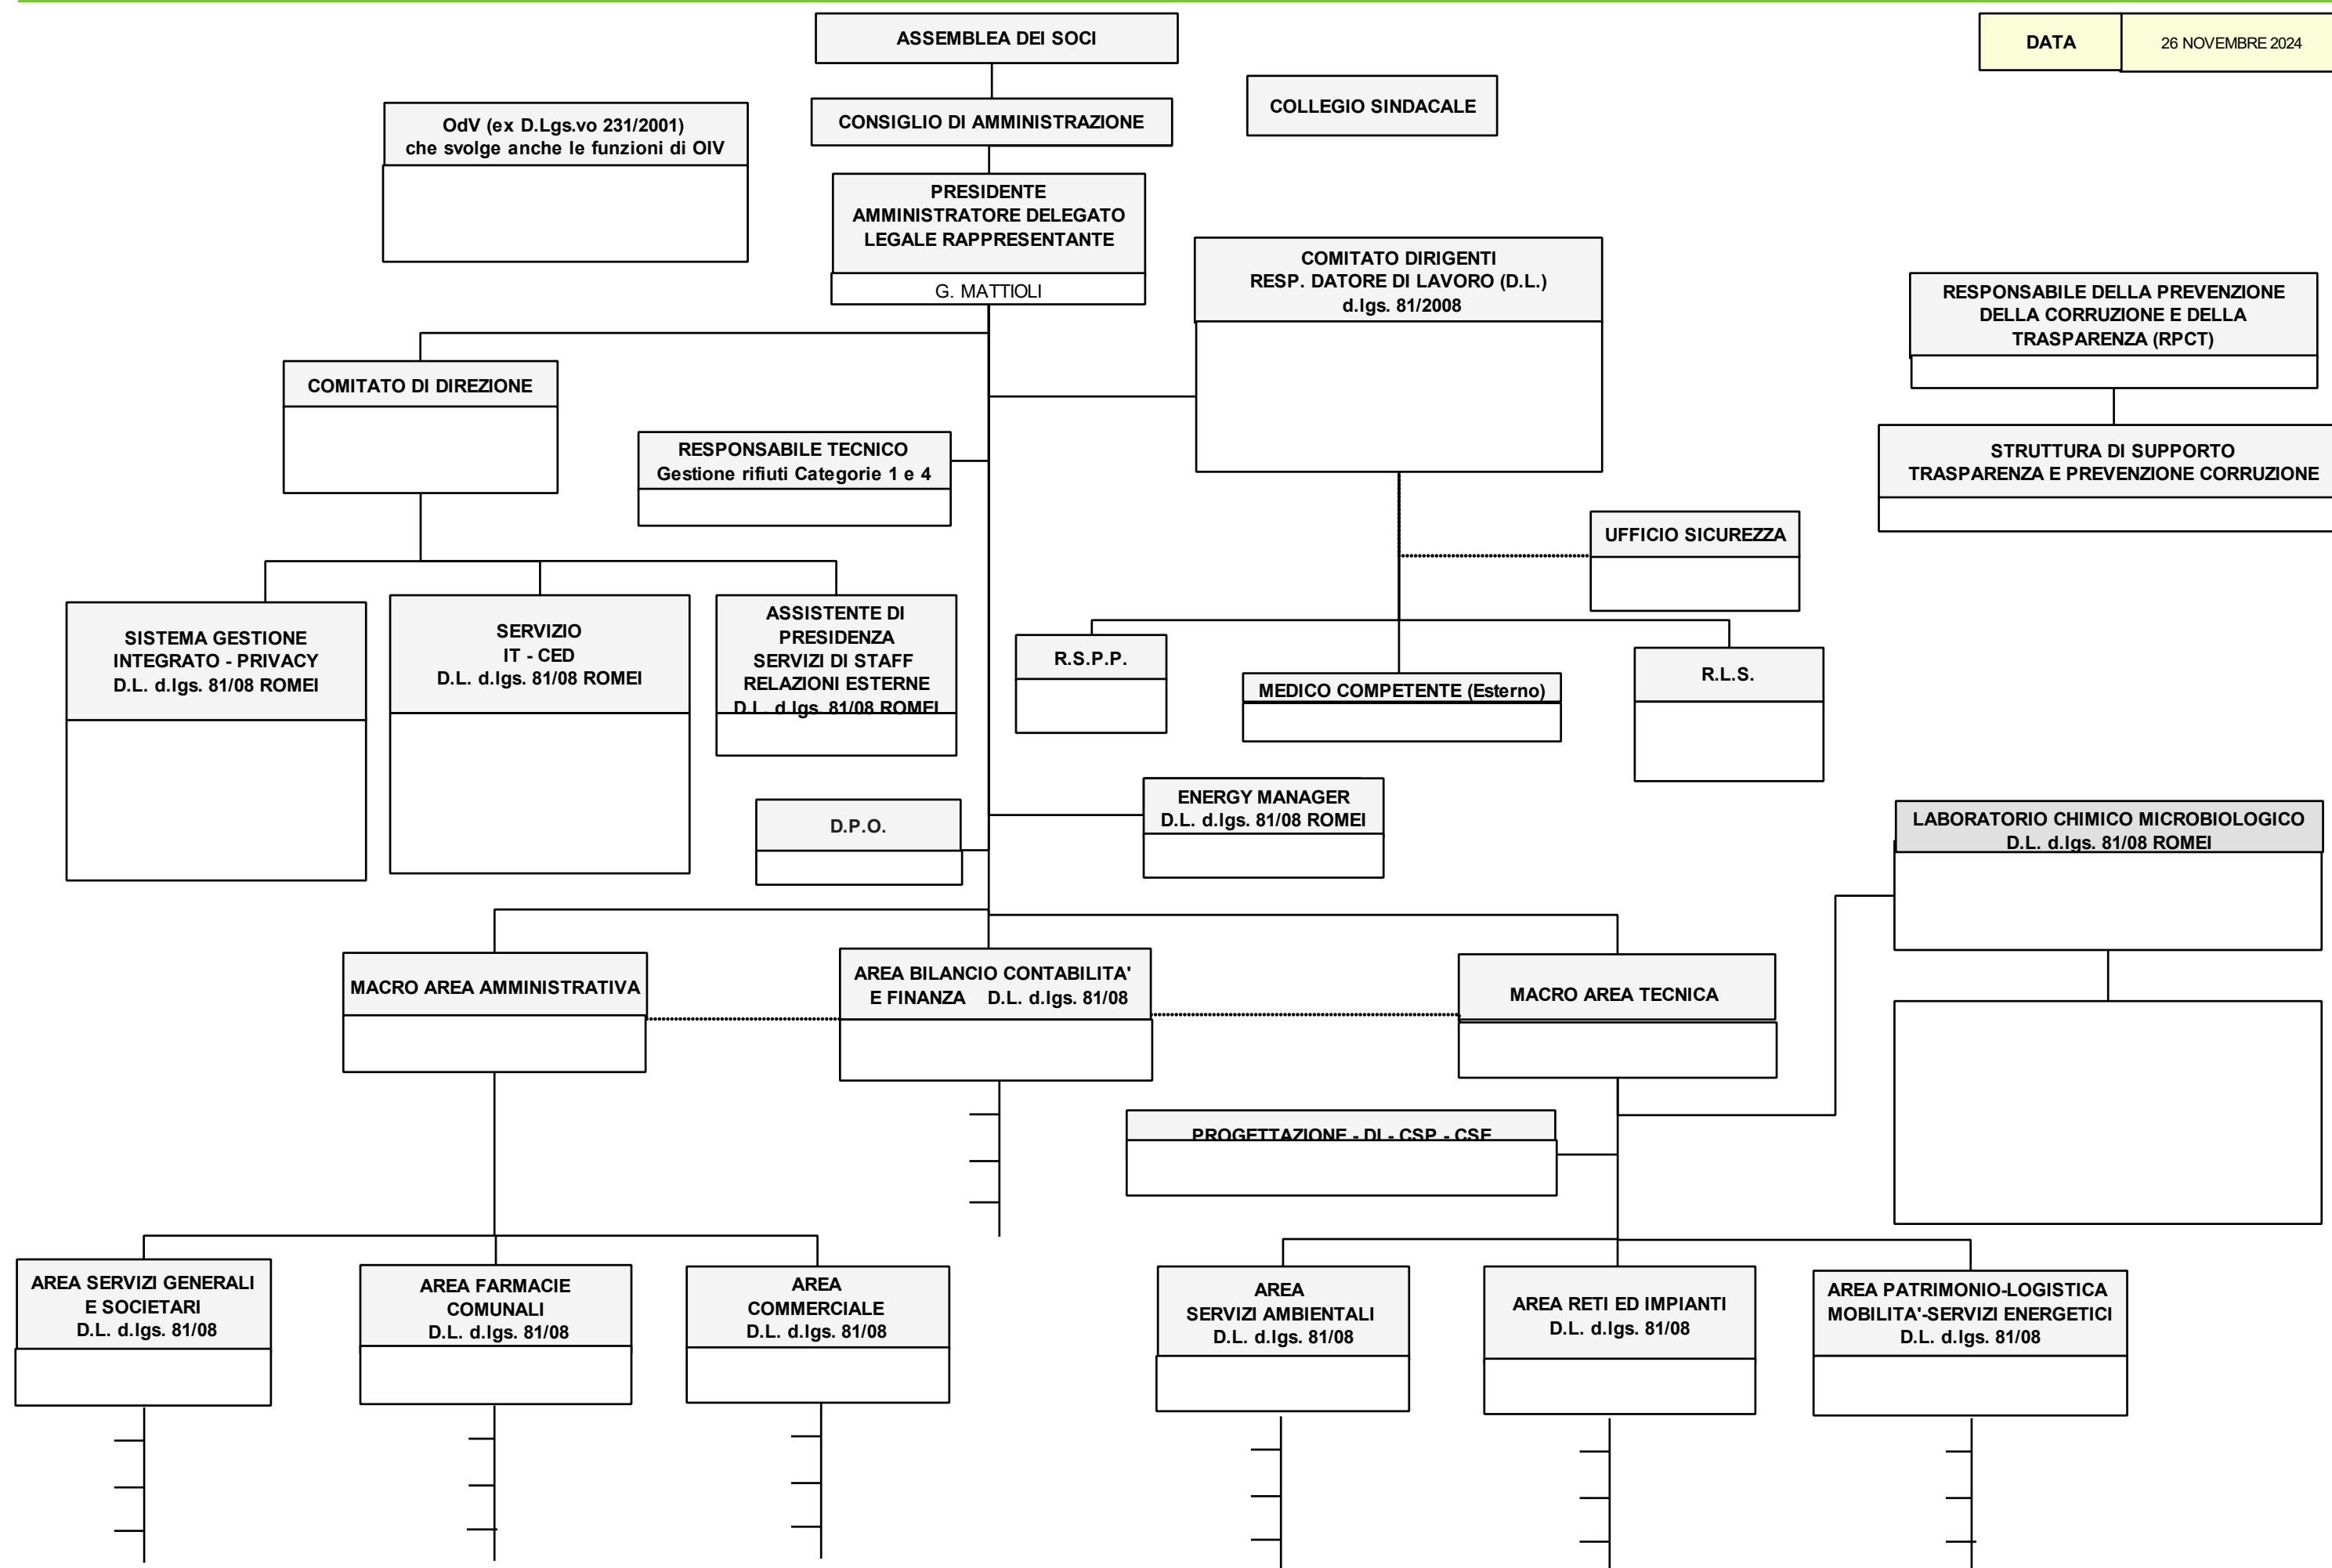 ASSEMBLEA DEI SOCI
DATA
26 NOVEMBRE 2024
COLLEGIO SINDACALE
OdV (ex D.Lgs.vo 231/2001)
che svolge anche le funzioni di OIV
CONSIGLIO DI AMMINISTRAZIONE
PRESIDENTE
AMMINISTRATORE DELEGATO
LEGALE RAPPRESENTANTE
G. MATTIOLI
COMITATO DIRIGENTI
RESP. DATORE DI LAVORO (D.L.)
d.lgs. 81/2008
RESPONSABILE DELLA PREVENZIONE
DELLA CORRUZIONE E DELLA
TRASPARENZA (RPCT)
COMITATO DI DIREZIONE
RESPONSABILE TECNICO
Gestione rifiuti Categorie 1 e 4
STRUTTURA DI SUPPORTO
TRASPARENZA E PREVENZIONE CORRUZIONE
UFFICIO SICUREZZA
SISTEMA GESTIONE
INTEGRATO - PRIVACY
D.L. d.lgs. 81/08 ROMEI
SERVIZIO
IT - CED
D.L. d.lgs. 81/08 ROMEI
ASSISTENTE DI
PRESIDENZA
SERVIZI DI STAFF
RELAZIONI ESTERNE
D.L. d.lgs. 81/08 ROMEI
R.S.P.P.
MEDICO COMPETENTE (Esterno)
R.L.S.
D.P.O.
ENERGY MANAGER
D.L. d.lgs. 81/08 ROMEI
LABORATORIO CHIMICO MICROBIOLOGICO
D.L. d.lgs. 81/08 ROMEI
MACRO AREA AMMINISTRATIVA
AREA BILANCIO CONTABILITA'
E FINANZA D.L. d.lgs. 81/08
MACRO AREA TECNICA
PROGETTAZIONE - DL - CSP - CSE
AREA SERVIZI GENERALI
E SOCIETARI
D.L. d.lgs. 81/08
AREA FARMACIE
COMUNALI
D.L. d.lgs. 81/08
AREA
COMMERCIALE
D.L. d.lgs. 81/08
AREA
SERVIZI AMBIENTALI
D.L. d.lgs. 81/08
AREA RETI ED IMPIANTI
D.L. d.lgs. 81/08
AREA PATRIMONIO-LOGISTICA
MOBILITA'-SERVIZI ENERGETICI
D.L. d.lgs. 81/08